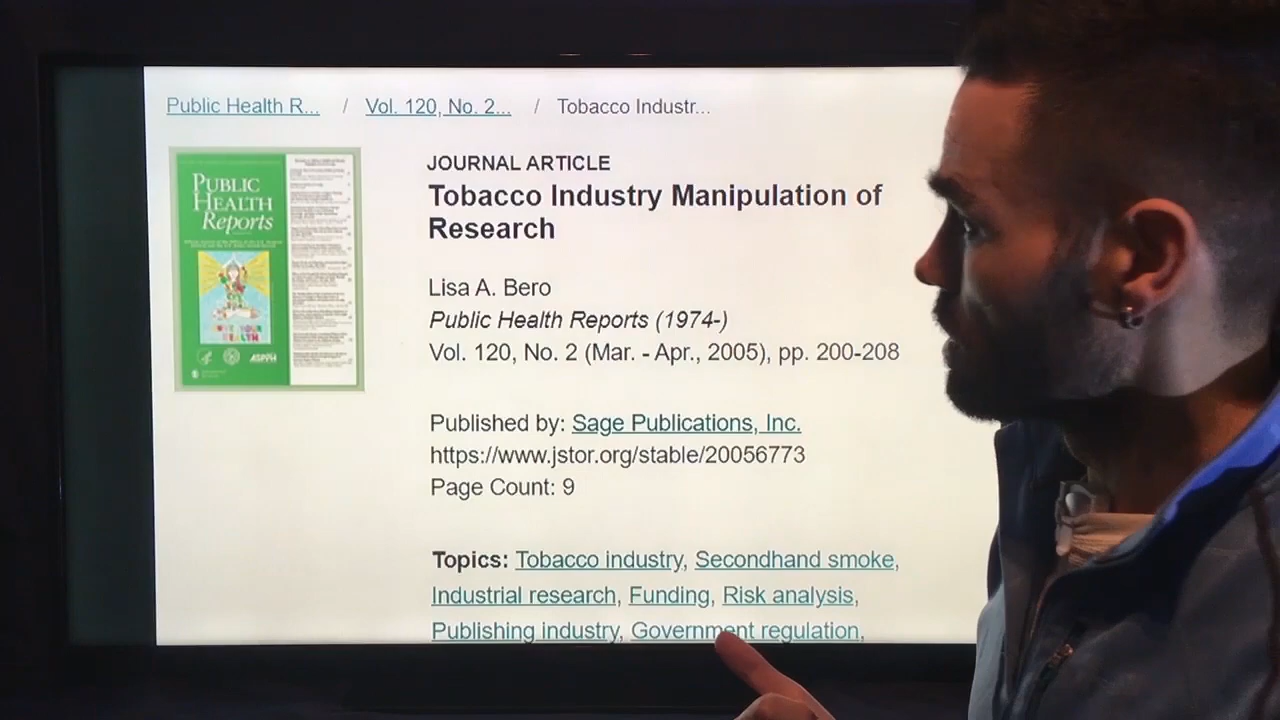 Public Health R... / Vol. 120, No. 2... / Tobacco Industr...
PUBLIC
HEALTH
Reports
JOURNAL ARTICLE
Tobacco Industry Manipulation of
Research
Lisa A. Bero
Public Health Reports (1974-)
Vol. 120, No. 2 (Mar. - Apr., 2005), pp. 200-208
Published by: Sage Publications, Inc.
https://www.jstor.org/stable/20056773
Page Count: 9
Topics: Tobacco industry, Secondhand smoke,
Industrial research, Funding, Risk analysis,
Publishing industry, Government regulation,